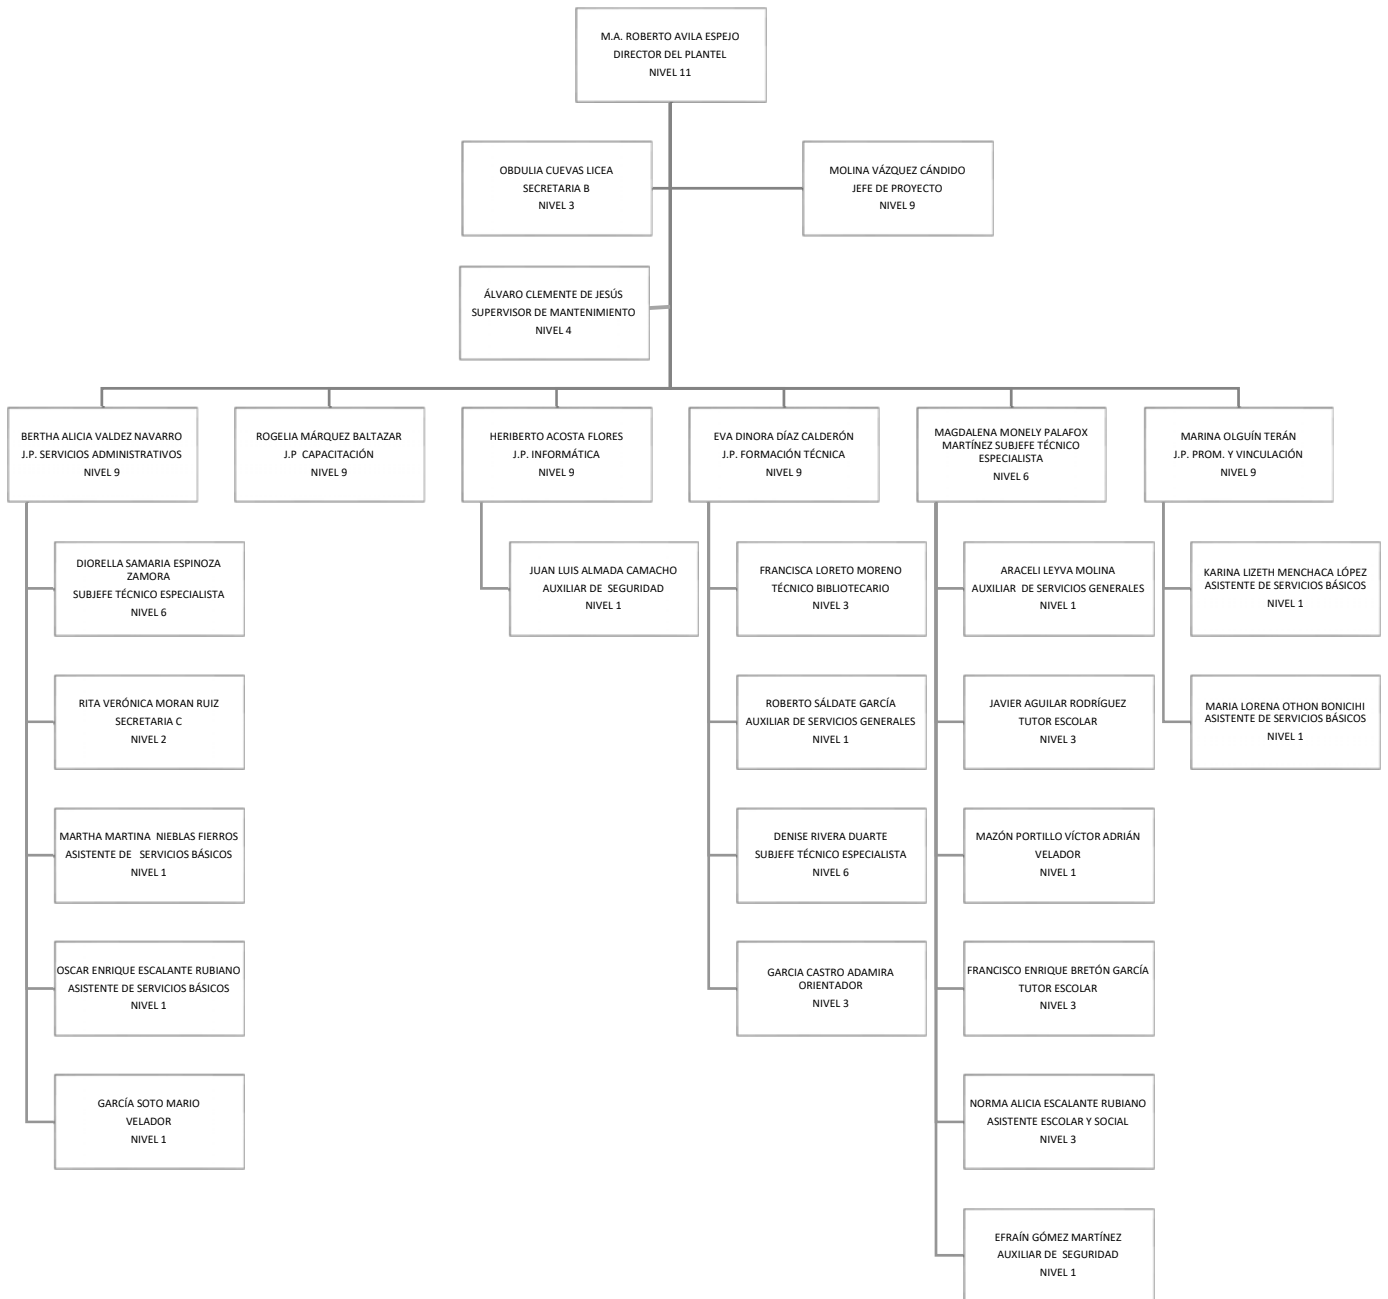 M.A. ROBERTO AVILA ESPEJO
DIRECTOR DEL PLANTEL
NIVEL 11
OBDULIA CUEVAS LICEA
SECRETARIA B
NIVEL 3
MOLINA VÁZQUEZ CÁNDIDO
JEFE DE PROYECTO
NIVEL 9
ÁLVARO CLEMENTE DE JESÚS
SUPERVISOR DE MANTENIMIENTO
NIVEL 4
BERTHA ALICIA VALDEZ NAVARRO
J.P. SERVICIOS ADMINISTRATIVOS
NIVEL 9
ROGELIA MÁRQUEZ BALTAZAR
J.P CAPACITACIÓN
NIVEL 9
HERIBERTO ACOSTA FLORES
J.P. INFORMÁTICA
NIVEL 9
EVA DINORA DÍAZ CALDERÓN
J.P. FORMACIÓN TÉCNICA
NIVEL 9
MAGDALENA MONELY PALAFOX
MARTÍNEZ SUBJEFE TÉCNICO
ESPECIALISTA
NIVEL 6
MARINA OLGUÍN TERÁN
J.P. PROM. Y VINCULACIÓN
NIVEL 9
DIORELLA SAMARIA ESPINOZA
ZAMORA
SUBJEFE TÉCNICO ESPECIALISTA
NIVEL 6
JUAN LUIS ALMADA CAMACHO
AUXILIAR DE SEGURIDAD
NIVEL 1
FRANCISCA LORETO MORENO
TÉCNICO BIBLIOTECARIO
NIVEL 3
ARACELI LEYVA MOLINA
AUXILIAR DE SERVICIOS GENERALES
NIVEL 1
KARINA LIZETH MENCHACA LÓPEZ
ASISTENTE DE SERVICIOS BÁSICOS
NIVEL 1
RITA VERÓNICA MORAN RUIZ
SECRETARIA C
NIVEL 2
ROBERTO SÁLDATE GARCÍA
AUXILIAR DE SERVICIOS GENERALES
NIVEL 1
JAVIER AGUILAR RODRÍGUEZ
TUTOR ESCOLAR
NIVEL 3
MARIA LORENA OTHON BONICIHI
ASISTENTE DE SERVICIOS BÁSICOS
NIVEL 1
MARTHA MARTINA NIEBLAS FIERROS
ASISTENTE DE SERVICIOS BÁSICOS
NIVEL 1
DENISE RIVERA DUARTE
SUBJEFE TÉCNICO ESPECIALISTA
NIVEL 6
MAZÓN PORTILLO VÍCTOR ADRIÁN
VELADOR
NIVEL 1
OSCAR ENRIQUE ESCALANTE RUBIANO
ASISTENTE DE SERVICIOS BÁSICOS
NIVEL 1
GARCIA CASTRO ADAMIRA
ORIENTADOR
NIVEL 3
FRANCISCO ENRIQUE BRETÓN GARCÍA
TUTOR ESCOLAR
NIVEL 3
GARCÍA SOTO MARIO
VELADOR
NIVEL 1
NORMA ALICIA ESCALANTE RUBIANO
ASISTENTE ESCOLAR Y SOCIAL
NIVEL 3
EFRAÍN GÓMEZ MARTÍNEZ
AUXILIAR DE SEGURIDAD
NIVEL 1